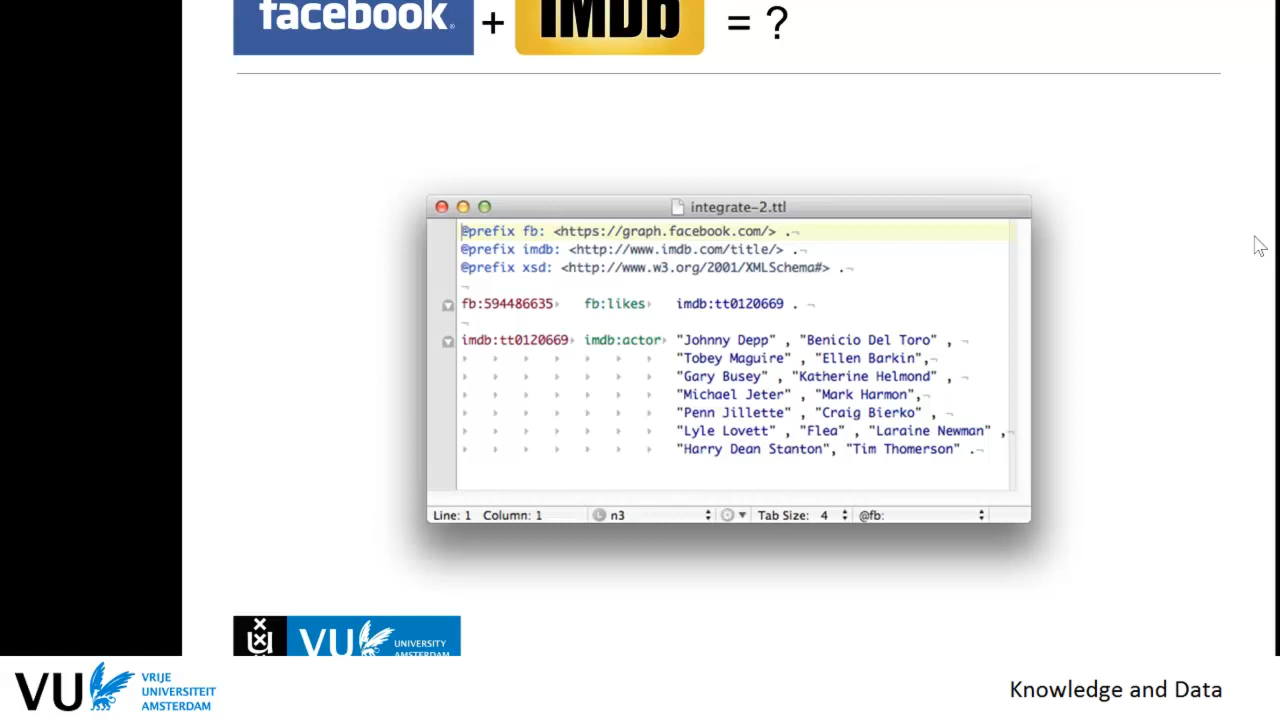 facebook® + IMDb = ?
integrate-2.ttl
@prefix fb: <https://graph.facebook.com/> .
@prefix imdb: <http://www.imdb.com/title/> .
@prefix xsd: <http://www.w3.org/2001/XMLSchema#> .
fb:594486635 fb:likes imdb:tt0120669 .
imdb:tt0120669 imdb:actor "Johnny Depp" , "Benicio Del Toro" ,
"Tobey Maguire" , "Ellen Barkin",
"Gary Busey" , "Katherine Helmond" ,
"Michael Jeter" , "Mark Harmon",
"Penn Jillette" , "Craig Bierko" ,
"Lyle Lovett" , "Flea" , "Laraine Newman" ,
"Harry Dean Stanton", "Tim Thomerson" .
Line: 1 Column: 1 L n3 Tab Size: 4 @fb:
VU UNIVERSITY
AMSTERDAM
VU VRIJE
UNIVERSITEIT
AMSTERDAM
Knowledge and Data